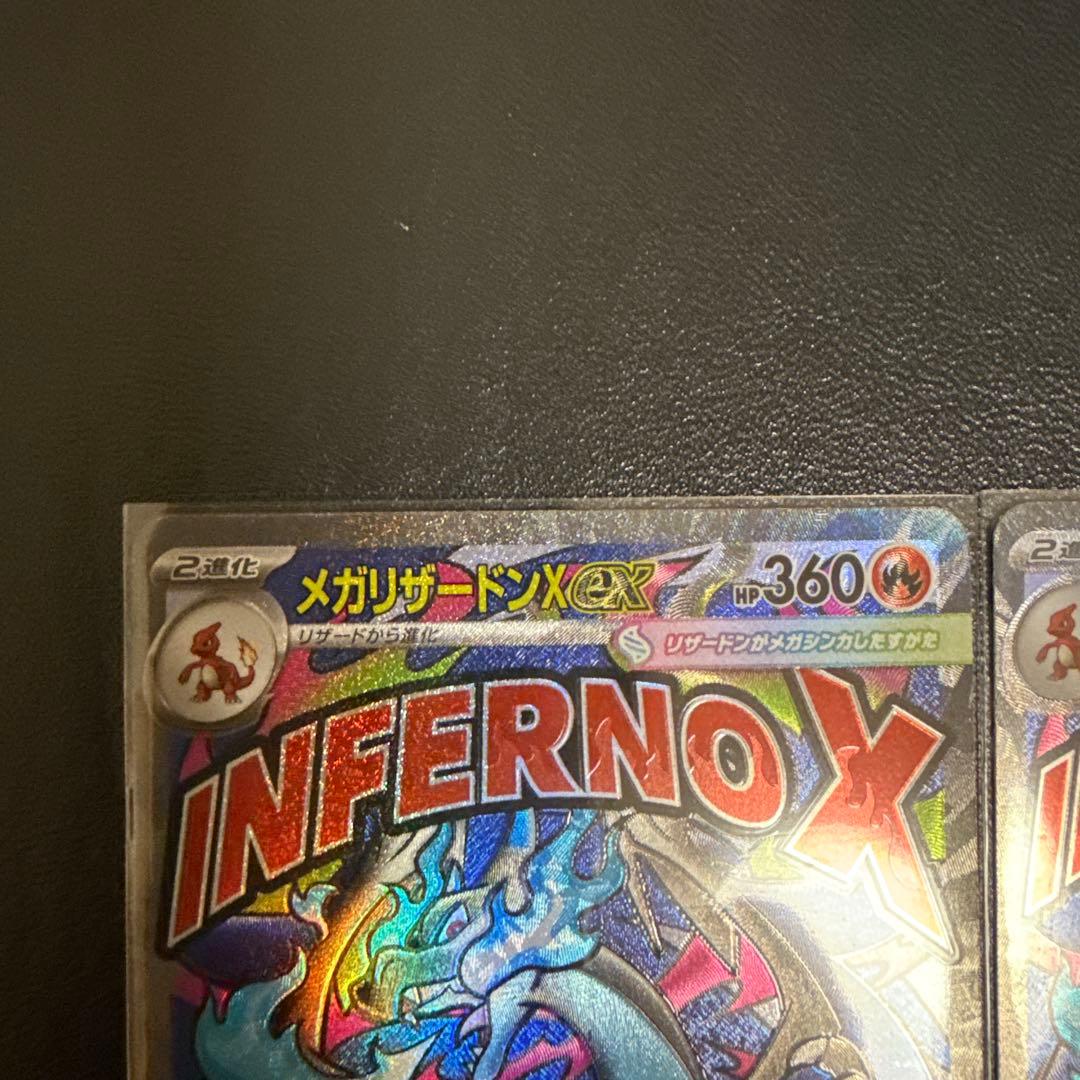 2進化
メガリザードンXex
HP360
リザードから進化
リザードンがメガシンカしたすがた
INFERNO X
2進
I